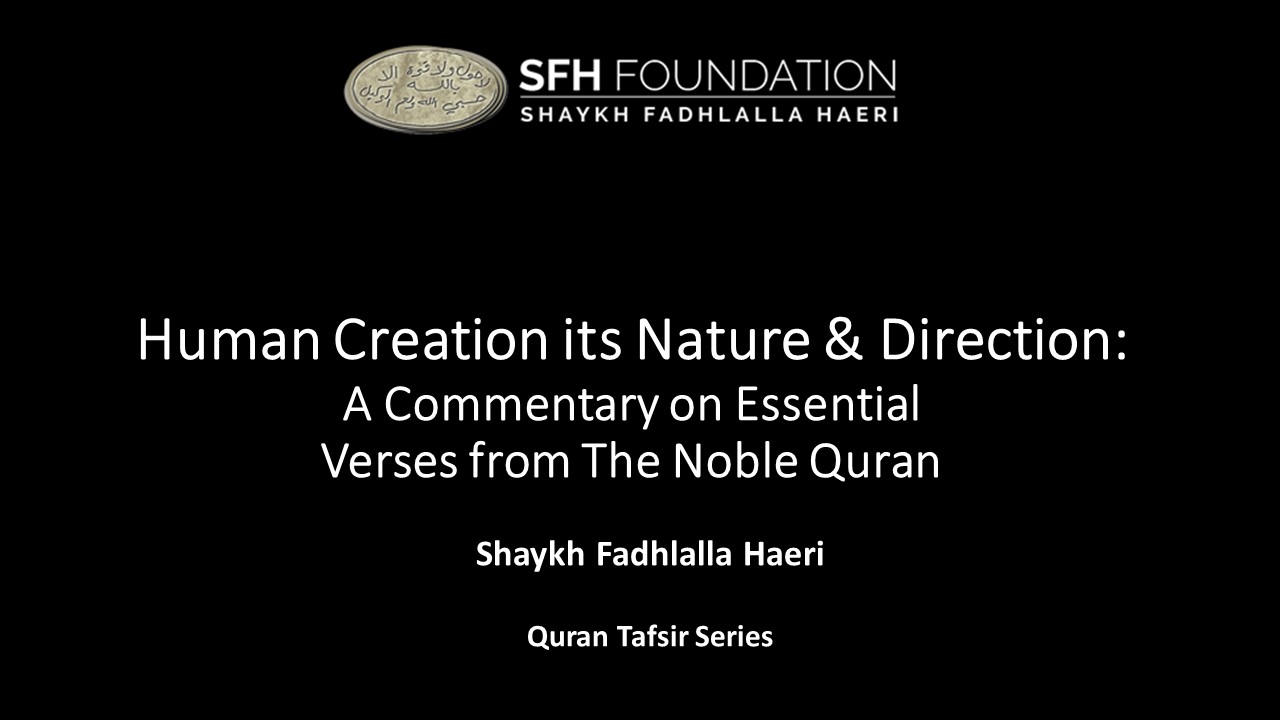 لا حول ولا قوة الا
بالله
حسبي الله ونعم الوكيل
SFH FOUNDATION
SHAYKH FADHLALLA HAERI
Human Creation its Nature & Direction:
A Commentary on Essential
Verses from The Noble Quran
Shaykh Fadhlalla Haeri
Quran Tafsir Series